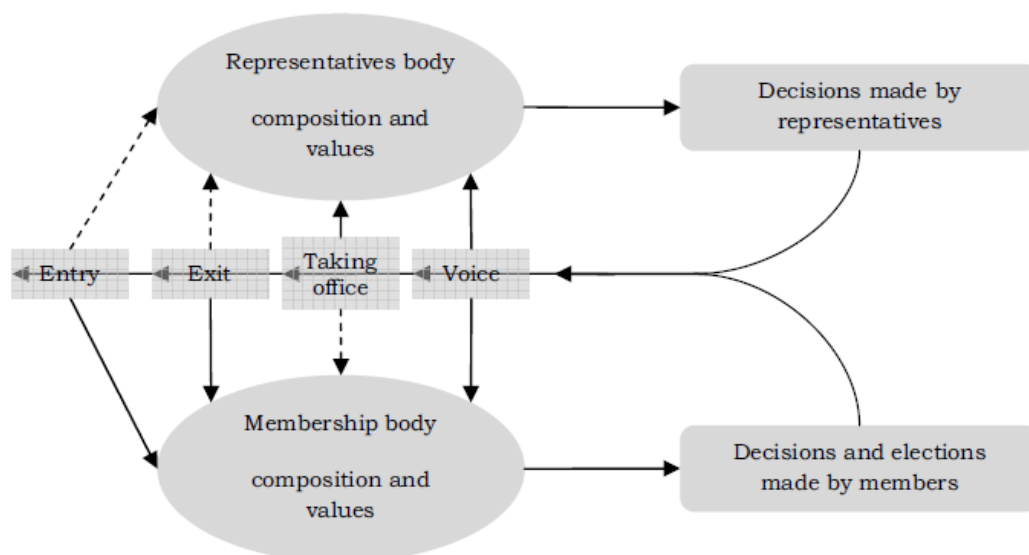 Representatives body
composition and
values
Decisions made by
representatives
Entry
Exit
Taking
office
Voice
Membership body
composition and
values
Decisions and elections
made by members